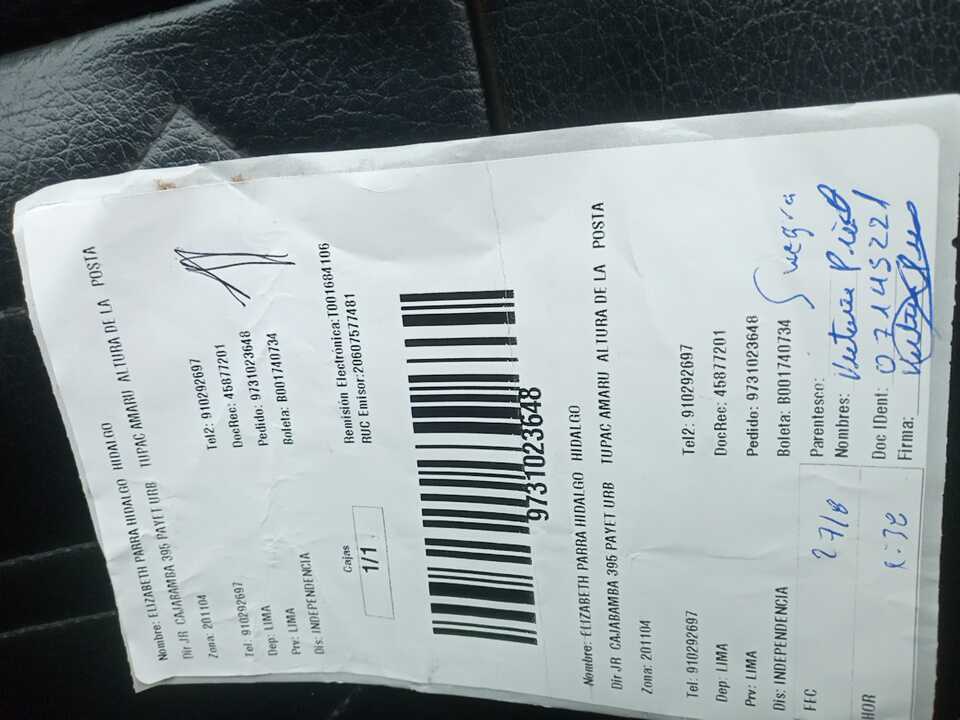 Nombre: ELIZABETH PARRA HIDALGO HIDALGO
Dir JR CAJABAMBA 395 PAYET URB TUPAC AMARU ALTURA DE LA POSTA
Zona: 201104
Tel: 910292697 Tel2: 910292697
Dep: LIMA DocRec: 45877201
Prv: LIMA Pedido: 9731023648
Dis: INDEPENDENCIA Boleta: B001740734
Cajas Remisión Electrónica:T001684106
1/1 RUC Emisor:20607577481
9731023648
Nombre: ELIZABETH PARRA HIDALGO HIDALGO
Dir JR CAJABAMBA 395 PAYET URB TUPAC AMARU ALTURA DE LA POSTA
Zona: 201104
Tel: 910292697 Tel2: 910292697
Dep: LIMA DocRec: 45877201
Prv: LIMA Pedido: 9731023648
Dis: INDEPENDENCIA Boleta: B001740734
FEC 27/8 Parentesco: Suegra
Nombres: Victoria
HOR Doc IDent: 07145221
Firma: